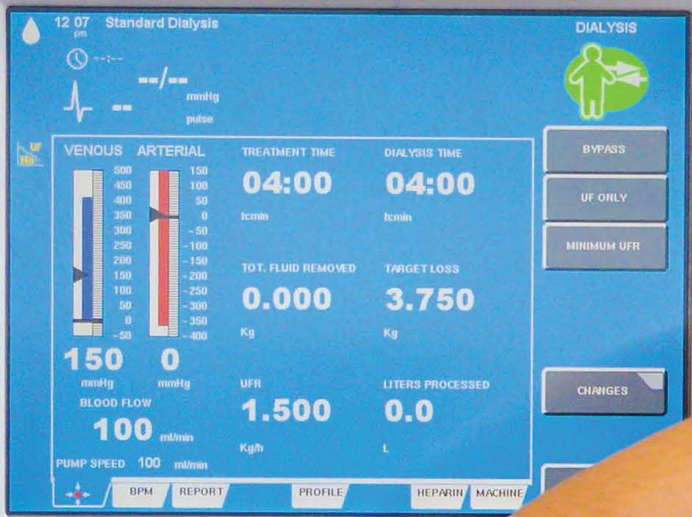 12 07 pm Standard Dialysis
--:--
--/-- mmHg
-- pulse
DIALYSIS
UF
Na+
VENOUS ARTERIAL
500
450
400
350
300
250
200
150
100
50
0
-50
150
100
50
0
-50
-100
-150
-200
-250
-300
-350
-400
150 0
mmHg mmHg
BLOOD FLOW
100 ml/min
PUMP SPEED 100 ml/min
TREATMENT TIME DIALYSIS TIME
04:00 04:00
h:min h:min
TOT. FLUID REMOVED TARGET LOSS
0.000 3.750
Kg Kg
UFR LITERS PROCESSED
1.500 0.0
Kg/h L
BYPASS
UF ONLY
MINIMUM UFR
CHANGES
BPM REPORT PROFILE HEPARIN MACHINE